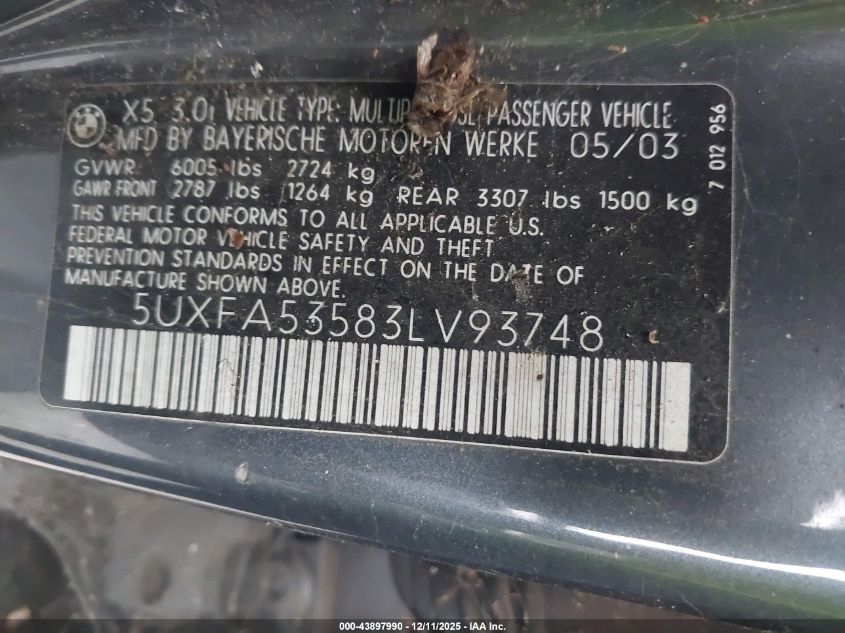 BMW
X5 3.0i VEHICLE TYPE: PASSENGER VEHICLE
MFD BY BAYERISCHE MOTOREN WERKE 05/03
GVWR 6005 lbs 2724 kg
GAWR FRONT 2787 lbs 1264 kg REAR 3307 lbs 1500 kg
THIS VEHICLE CONFORMS TO ALL APPLICABLE U.S.
FEDERAL MOTOR VEHICLE SAFETY AND THEFT
PREVENTION STANDARDS IN EFFECT ON THE DATE OF
MANUFACTURE SHOWN ABOVE.
5UXFA53583LV93748
7 012 956
000-43897990 - 12/11/2025 - IAA Inc.